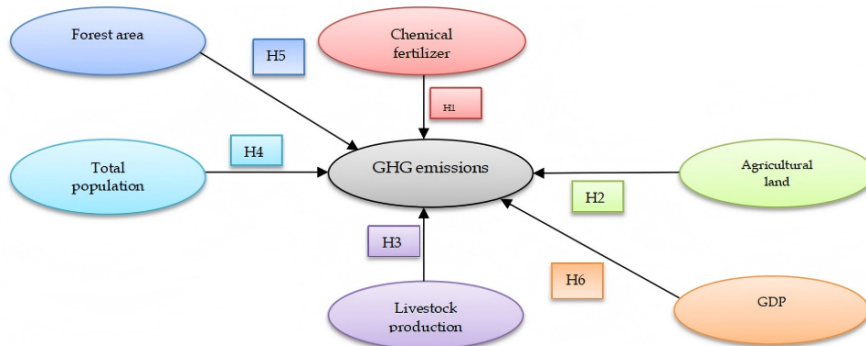 Forest area
Chemical
fertilizer
H5
H1
Total
population
H4
GHG emissions
Agricultural
land
H2
H3
H6
Livestock
production
GDP